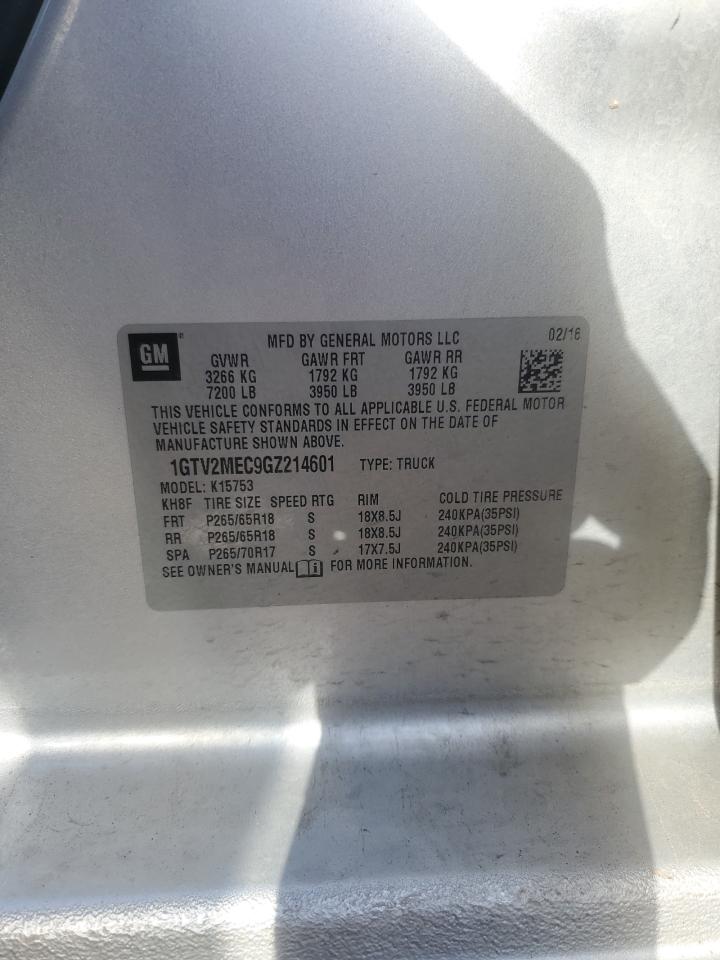 GM
MFD BY GENERAL MOTORS LLC 02/16
GVWR GAWR FRT GAWR RR
3266 KG 1792 KG 1792 KG
7200 LB 3950 LB 3950 LB
THIS VEHICLE CONFORMS TO ALL APPLICABLE U.S. FEDERAL MOTOR
VEHICLE SAFETY STANDARDS IN EFFECT ON THE DATE OF
MANUFACTURE SHOWN ABOVE.
1GTV2MEC9GZ214601 TYPE: TRUCK
MODEL: K15753
KH8F TIRE SIZE SPEED RTG RIM COLD TIRE PRESSURE
FRT P265/65R18 S 18X8.5J 240KPA(35PSI)
RR P265/65R18 S 18X8.5J 240KPA(35PSI)
SPA P265/70R17 S 17X7.5J 240KPA(35PSI)
SEE OWNER'S MANUAL FOR MORE INFORMATION.